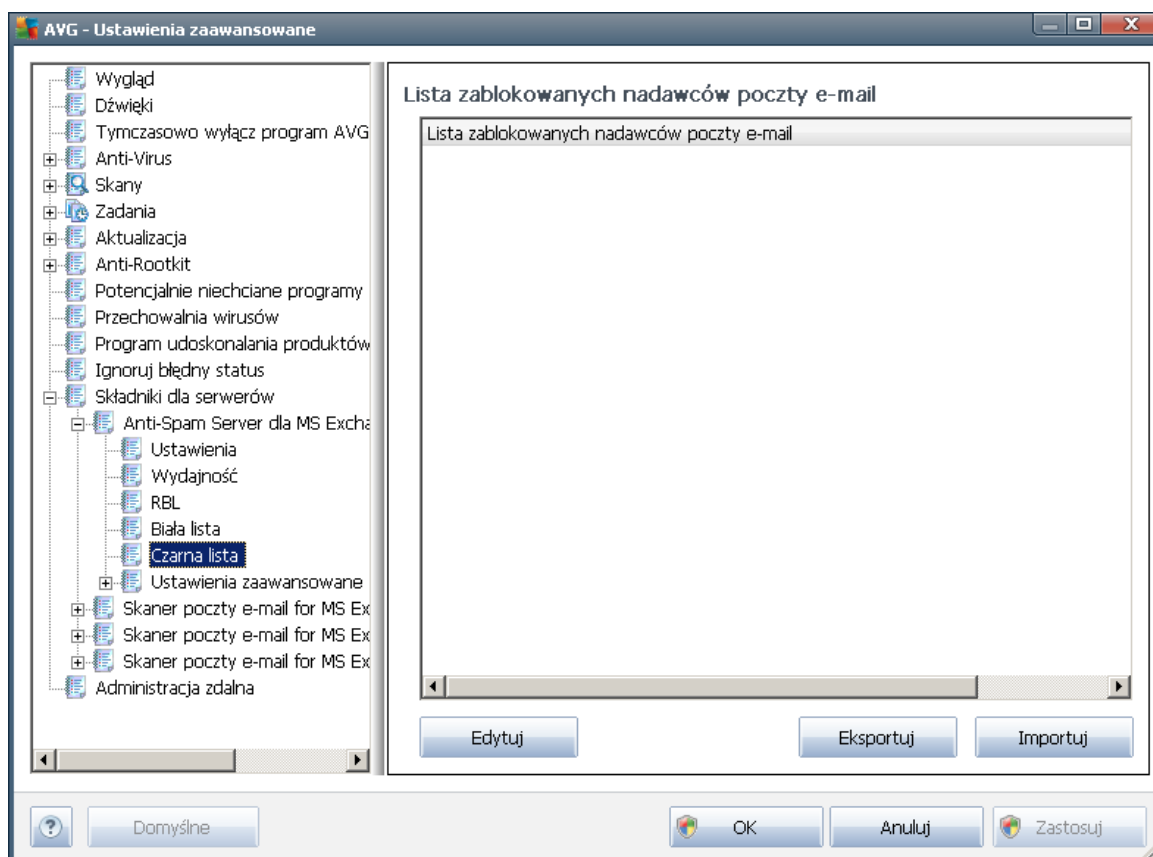 AVG - Ustawienia zaawansowane
Wygląd
Dźwięki
Tymczasowo wyłącz program AVG
Anti-Virus
Skany
Zadania
Aktualizacja
Anti-Rootkit
Potencjalnie niechciane programy
Przechowalnia wirusów
Program udoskonalania produktów
Ignoruj błędny status
Składniki dla serwerów
Anti-Spam Server dla MS Excha
Ustawienia
Wydajność
RBL
Biała lista
Czarna lista
Ustawienia zaawansowane
Skaner poczty e-mail for MS Ex
Skaner poczty e-mail for MS Ex
Skaner poczty e-mail for MS Ex
Administracja zdalna
Lista zablokowanych nadawców poczty e-mail
Lista zablokowanych nadawców poczty e-mail
Edytuj
Eksportuj
Importuj
?
Domyślne
OK
Anuluj
Zastosuj